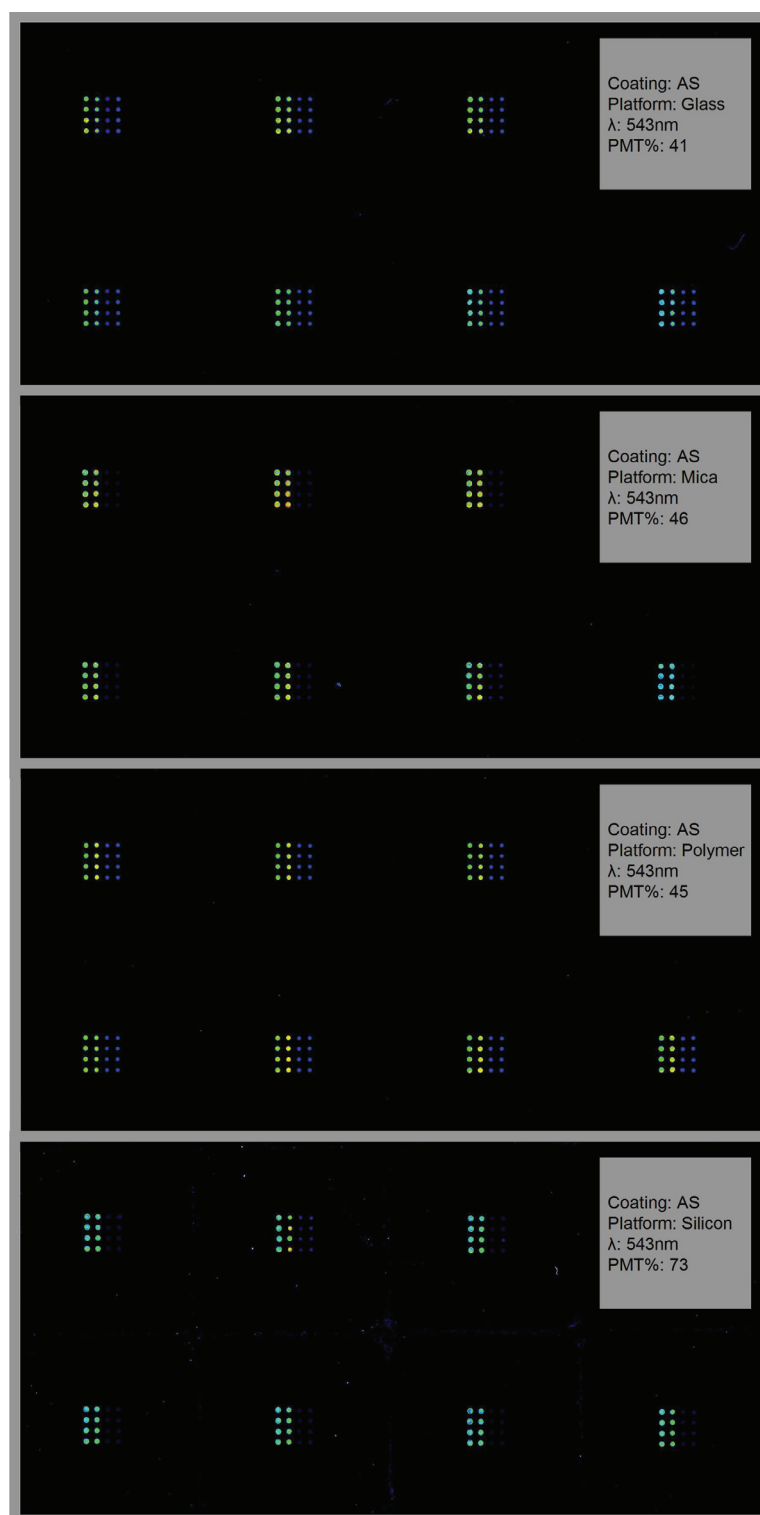 Coating: AS
Platform: Glass
λ: 543nm
PMT%: 41
Coating: AS
Platform: Mica
λ: 543nm
PMT%: 46
Coating: AS
Platform: Polymer
λ: 543nm
PMT%: 45
Coating: AS
Platform: Silicon
λ: 543nm
PMT%: 73